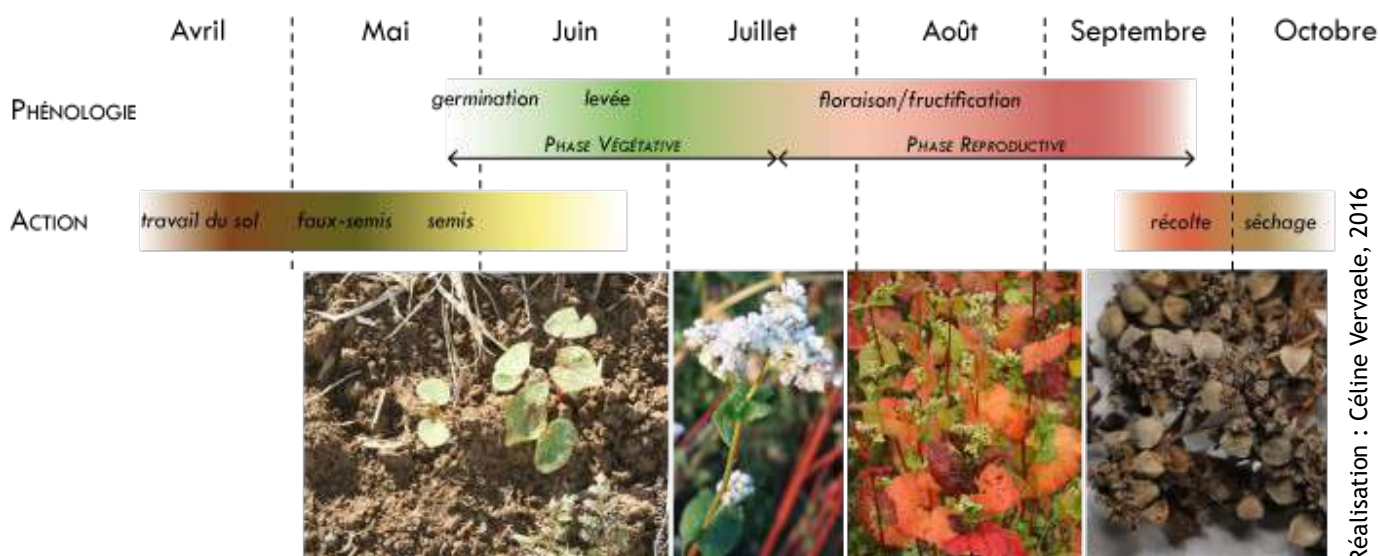 Avril Mai Juin Juillet Août Septembre Octobre
PHÉNOLOGIE
germination levée floraison/fructification
PHASE VÉGÉTATIVE PHASE REPRODUCTIVE
ACTION
travail du sol faux-semis semis récolte séchage
Réalisation : Céline Vervaele, 2016